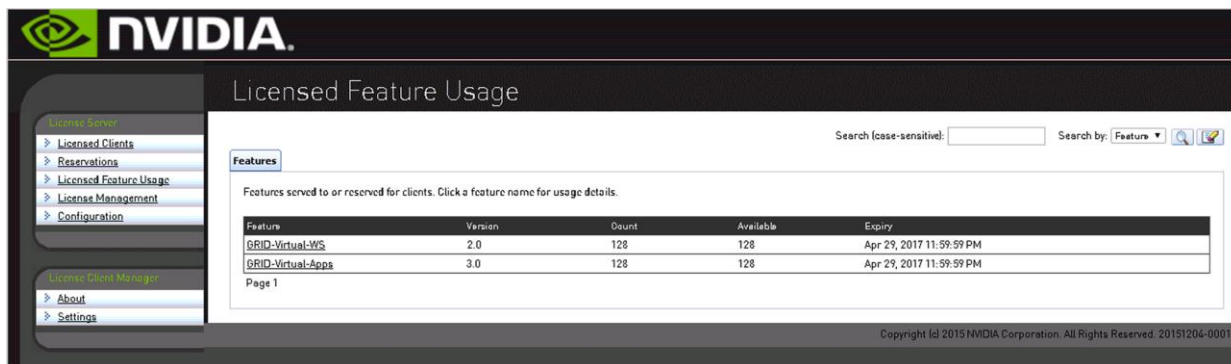 NVIDIA.
Licensed Feature Usage
License Server
Licensed Clients
Reservations
Licensed Feature Usage
License Management
Configuration
License Client Manager
About
Settings
Search (case-sensitive):
Search by: Feature
Features
Features served to or reserved for clients. Click a feature name for usage details.
Feature Version Count Available Expiry
GRID-Virtual-WS 2.0 128 128 Apr 29, 2017 11:59:59 PM
GRID-Virtual-Apps 3.0 128 128 Apr 29, 2017 11:59:59 PM
Page 1
Copyright (c) 2015 NVIDIA Corporation. All Rights Reserved. 20151204-0001